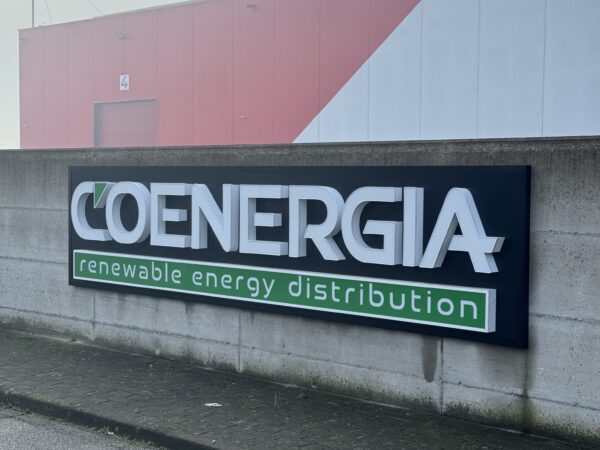 4
COENERGIA
renewable energy distribution